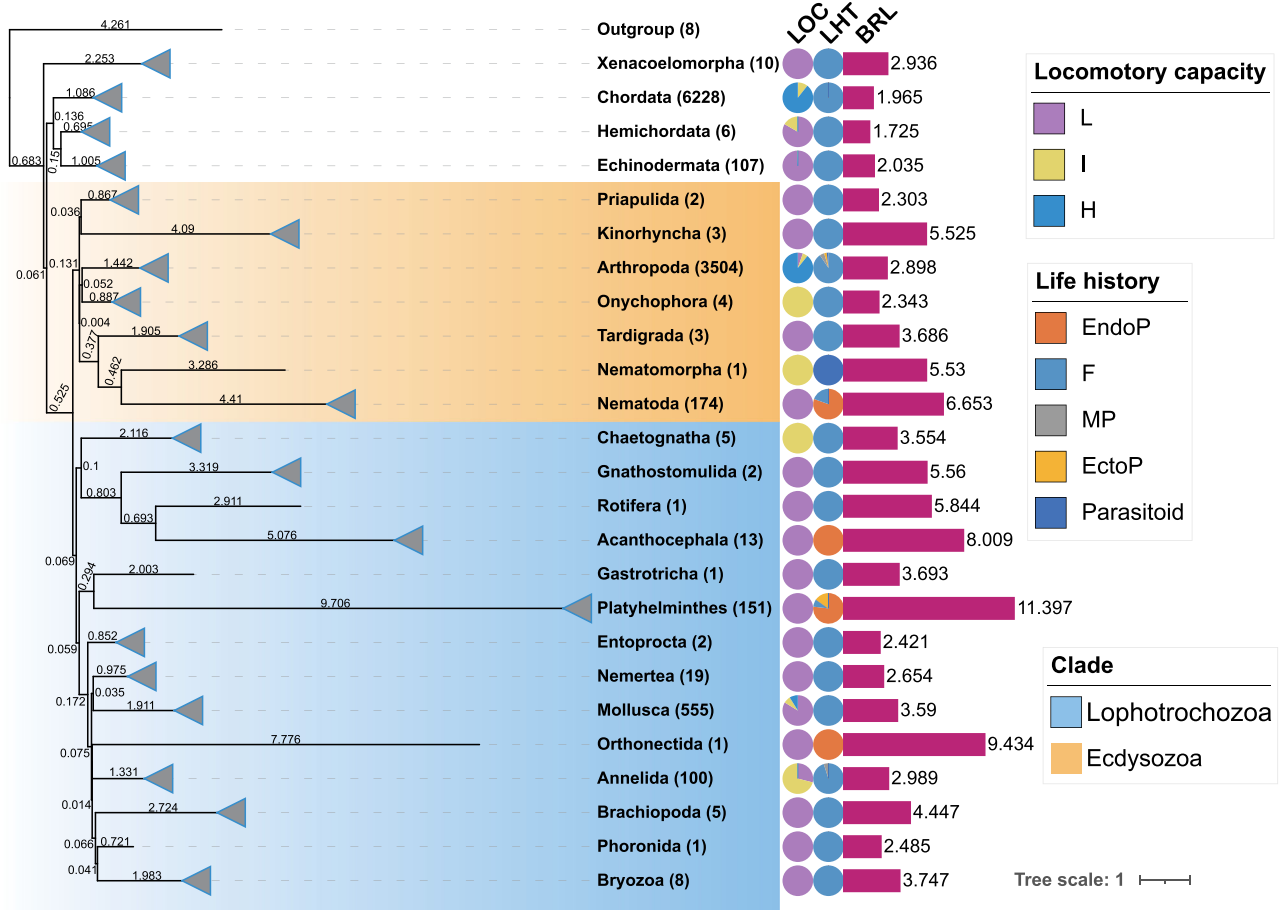 LOC LHT BRL
4.261 Outgroup (8)
2.253 Xenacoelomorpha (10) 2.936
1.086 Chordata (6228) 1.965
0.136
0.695 Hemichordata (6) 1.725
0.683 0.151 1.005 Echinodermata (107) 2.035
0.867 Priapulida (2) 2.303
0.036
4.09 Kinorhyncha (3) 5.525
0.061 0.131 1.442 Arthropoda (3504) 2.898
0.052
0.887 Onychophora (4) 2.343
0.004
0.377 1.905 Tardigrada (3) 3.686
0.462 3.286 Nematomorpha (1) 5.53
0.525 4.41 Nematoda (174) 6.653
2.116 Chaetognatha (5) 3.554
0.1
3.319 Gnathostomulida (2) 5.56
0.803
2.911 Rotifera (1) 5.844
0.693
5.076 Acanthocephala (13) 8.009
0.069
0.294 2.003 Gastrotricha (1) 3.693
9.706 Platyhelminthes (151) 11.397
0.852 Entoprocta (2) 2.421
0.059
0.975 Nemertea (19) 2.654
0.035
0.172 1.911 Mollusca (555) 3.59
7.776 Orthonectida (1) 9.434
0.075
1.331 Annelida (100) 2.989
0.014 2.724 Brachiopoda (5) 4.447
0.066 0.721 Phoronida (1) 2.485
0.041 1.983 Bryozoa (8) 3.747
Locomotory capacity
L
I
H
Life history
EndoP
F
MP
EctoP
Parasitoid
Clade
Lophotrochozoa
Ecdysozoa
Tree scale: 1